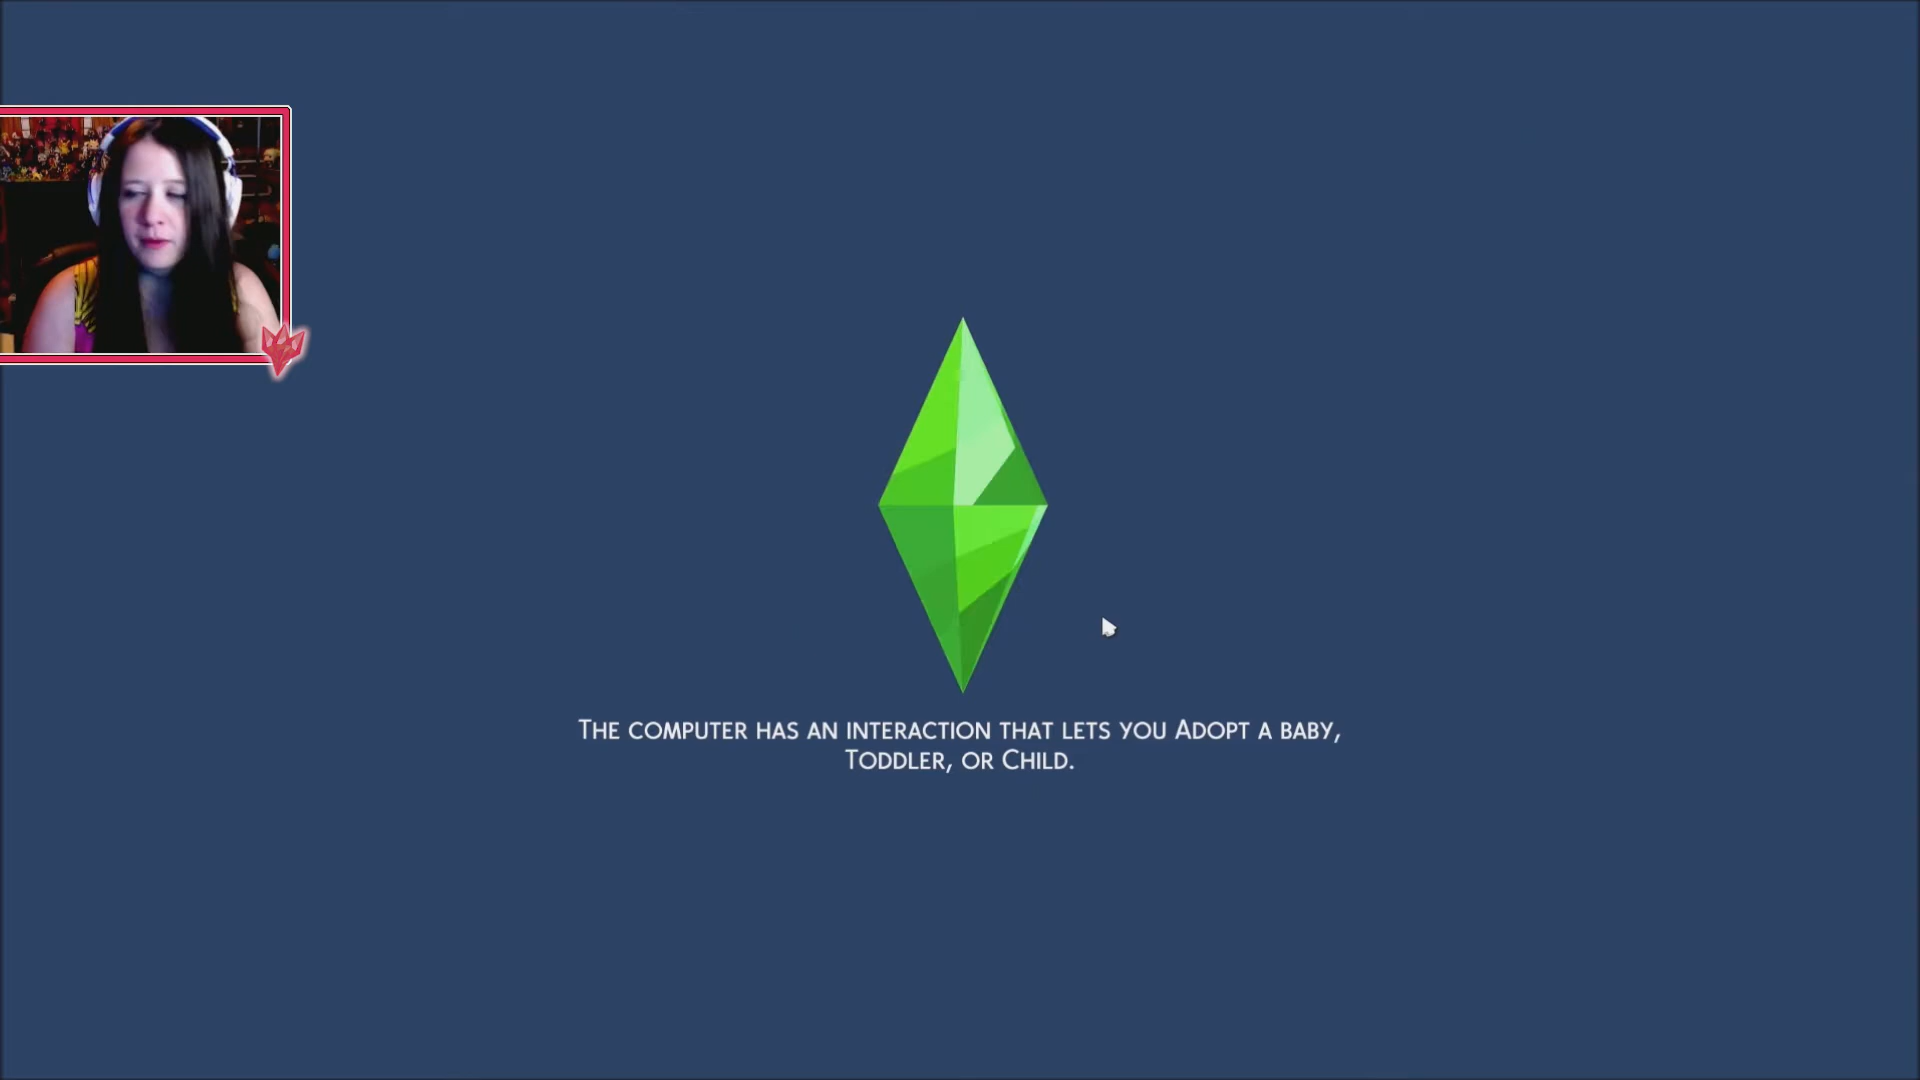 The computer has an interaction that lets you Adopt a baby,
Toddler, or Child.